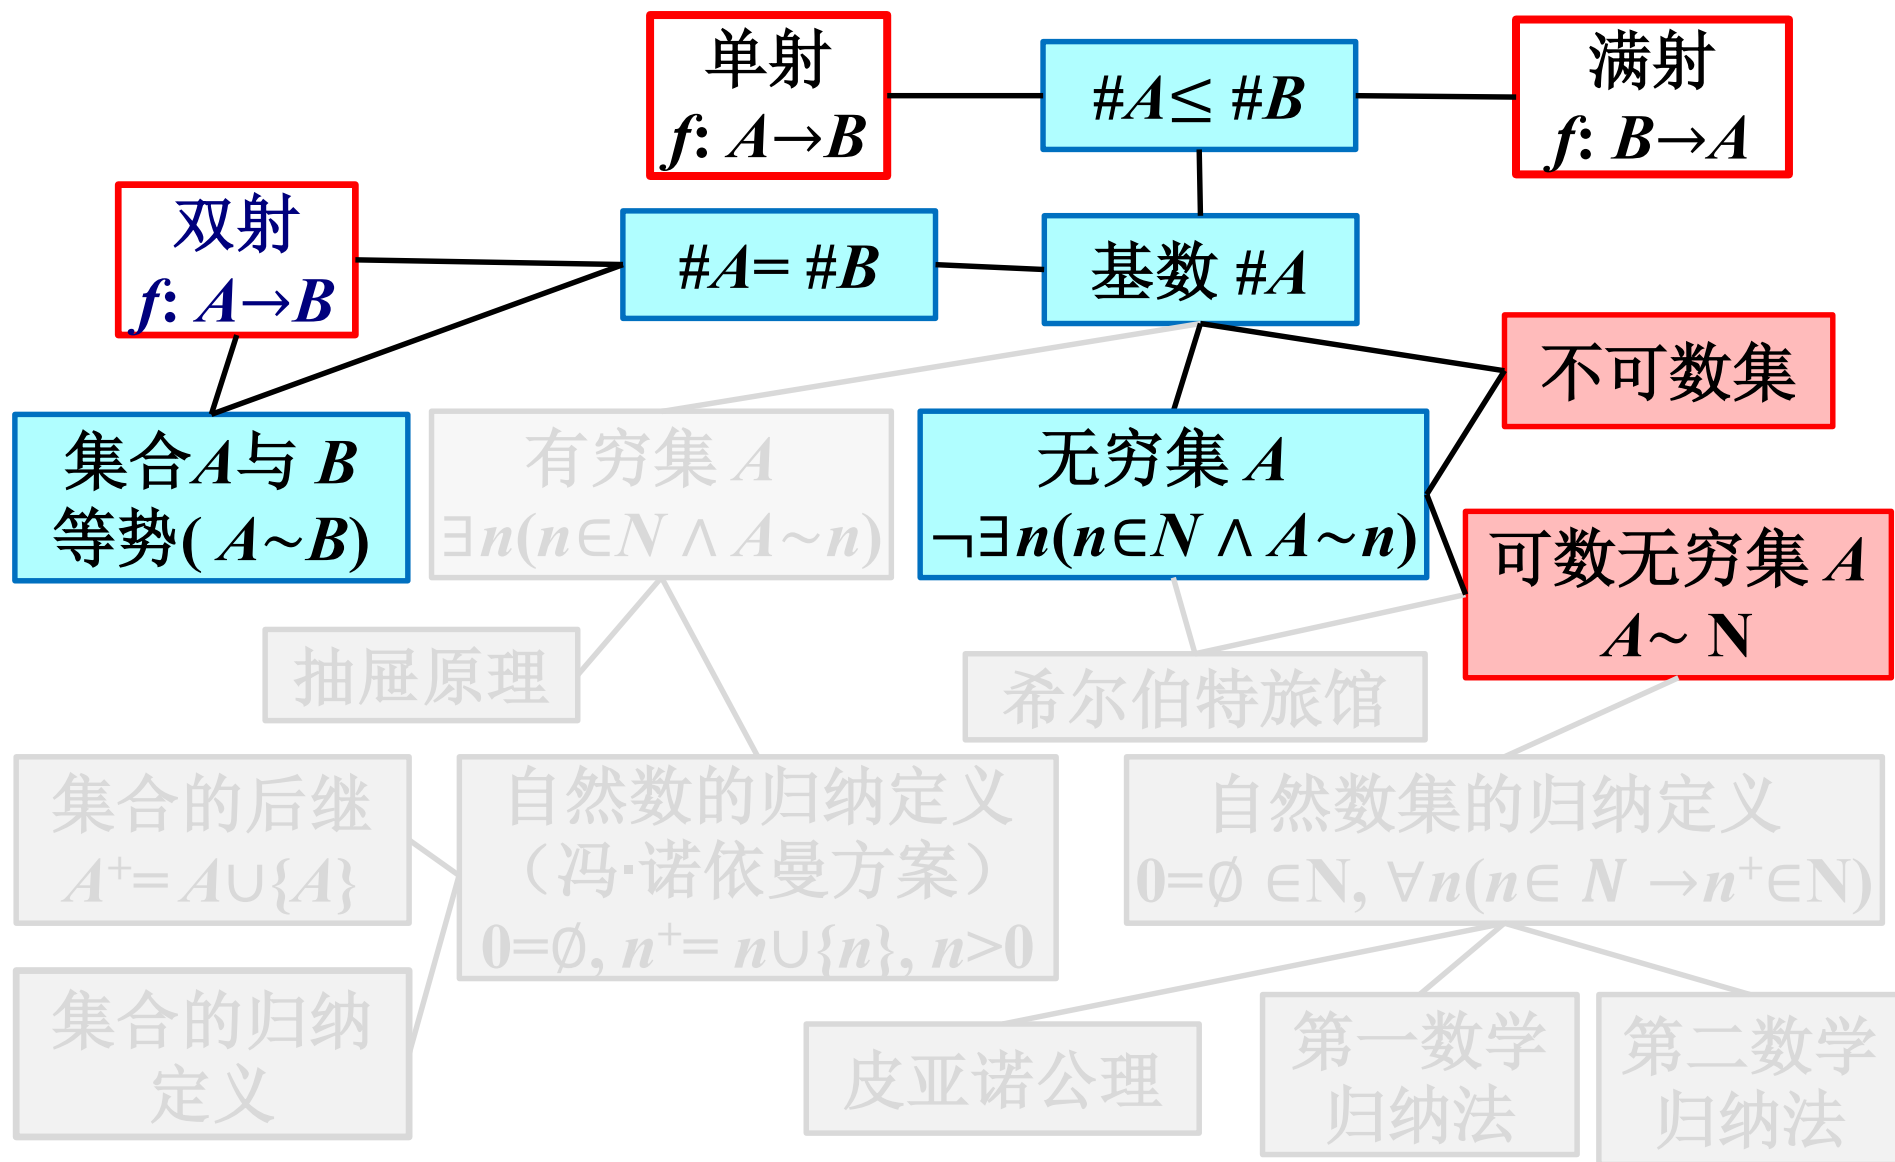 单射
f: A→B
#A≤ #B
满射
f: B→A
双射
f: A→B
#A= #B
基数 #A
不可数集
集合A与 B
等势( A~B)
有穷集 A
∃n(n∈N ∧ A~n)
无穷集 A
¬∃n(n∈N ∧ A~n)
可数无穷集 A
A~ N
抽屉原理
希尔伯特旅馆
集合的后继
A⁺= A∪{A}
自然数的归纳定义
（冯·诺依曼方案）
0=∅, n⁺= n∪{n}, n>0
自然数集的归纳定义
0=∅ ∈N, ∀n(n∈ N →n⁺∈N)
集合的归纳
定义
皮亚诺公理
第一数学
归纳法
第二数学
归纳法